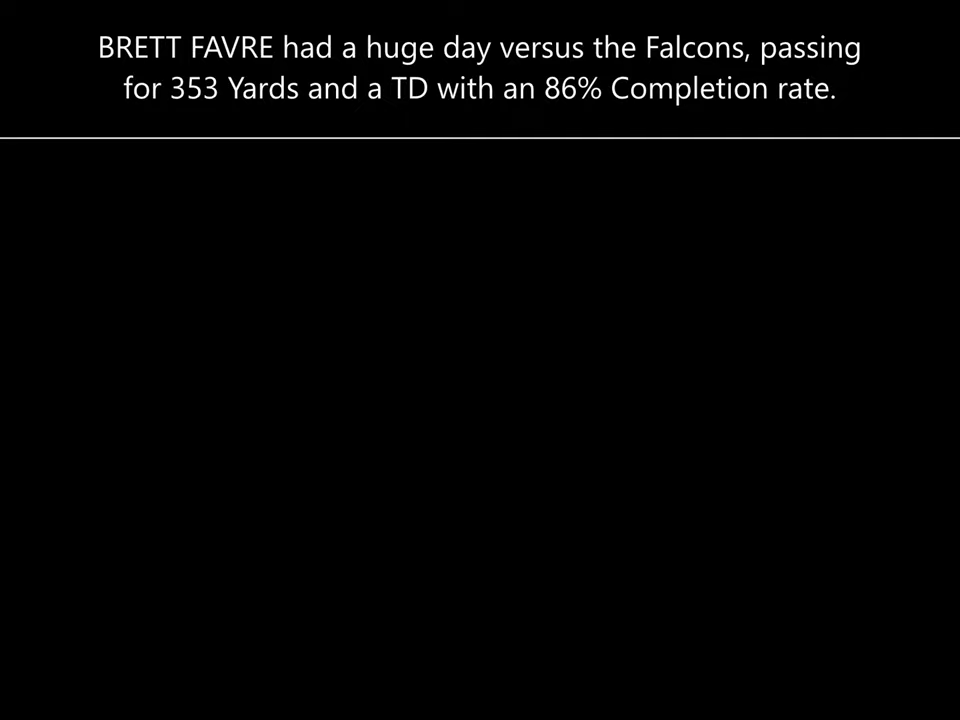 BRETT FAVRE had a huge day versus the Falcons, passing
for 353 Yards and a TD with an 86% Completion rate.